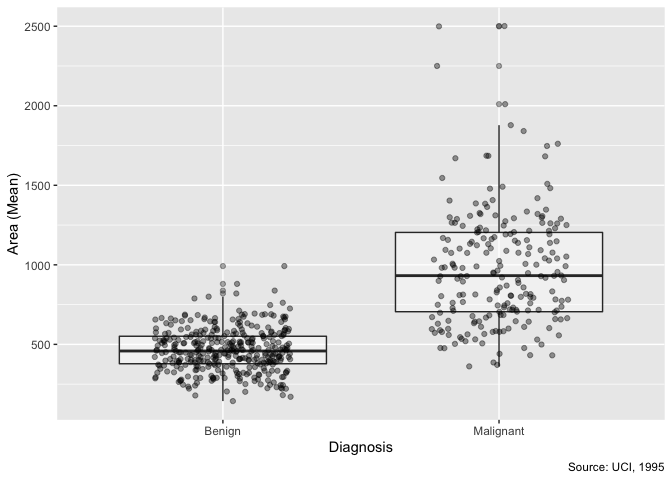 2500
2000
1500
1000
500
Area (Mean)
Benign
Malignant
Diagnosis
Source: UCI, 1995